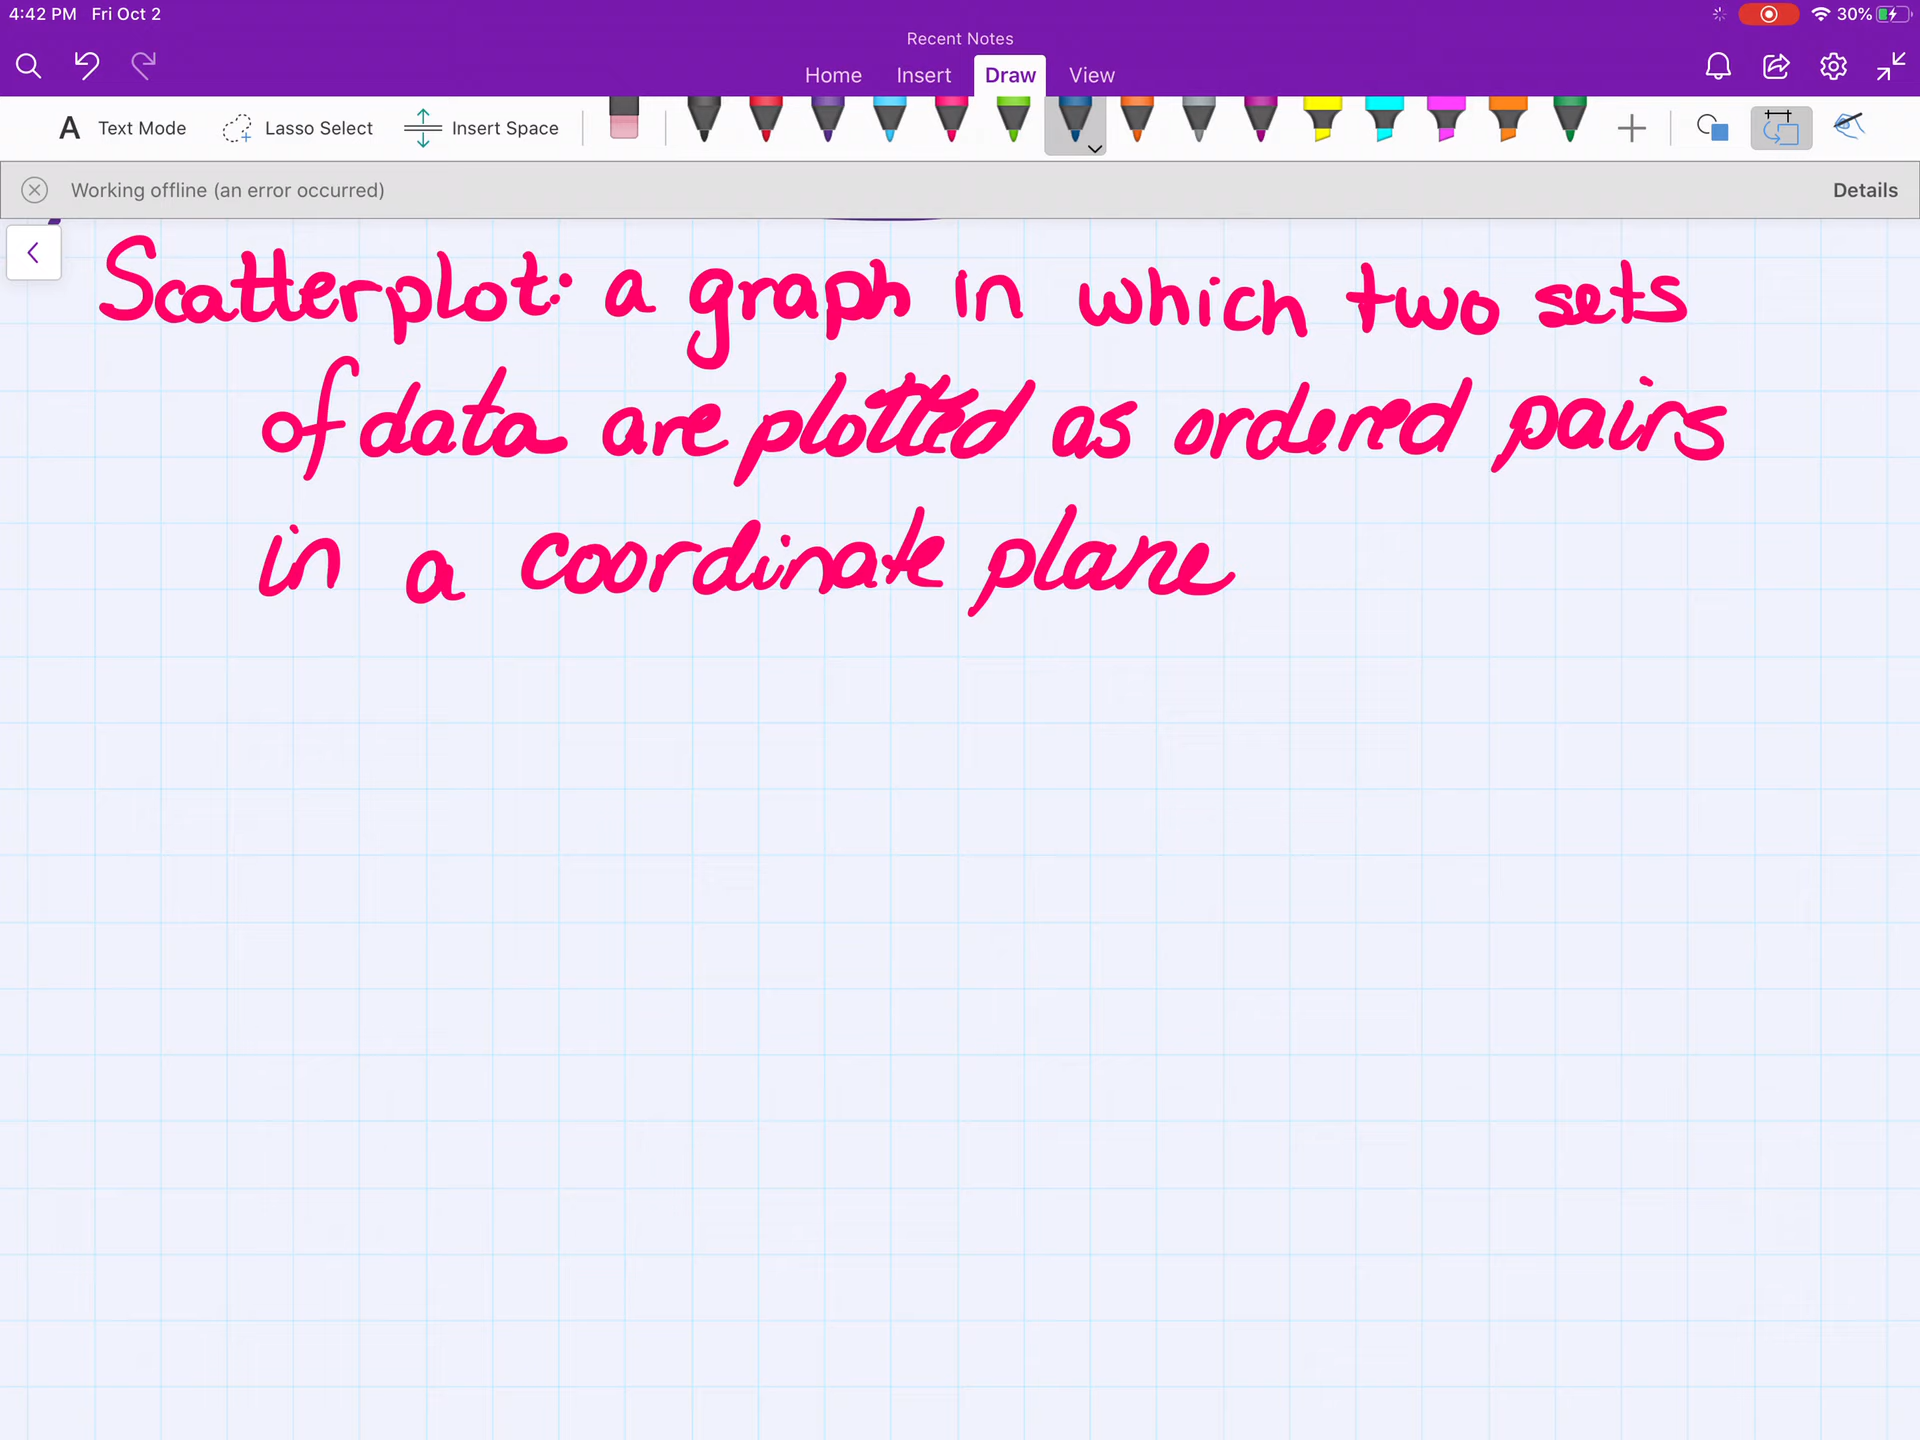 4:42 PM Fri Oct 2
30%
Recent Notes
Home Insert Draw View
A Text Mode Lasso Select Insert Space
Working offline (an error occurred) Details
Scatterplot: a graph in which two sets
of data are plotted as ordered pairs
in a coordinate plane